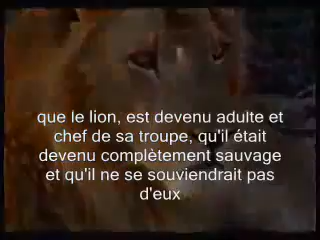 que le lion, est devenu adulte et
chef de sa troupe, qu'il était
devenu complètement sauvage
et qu'il ne se souviendrait pas
d'eux